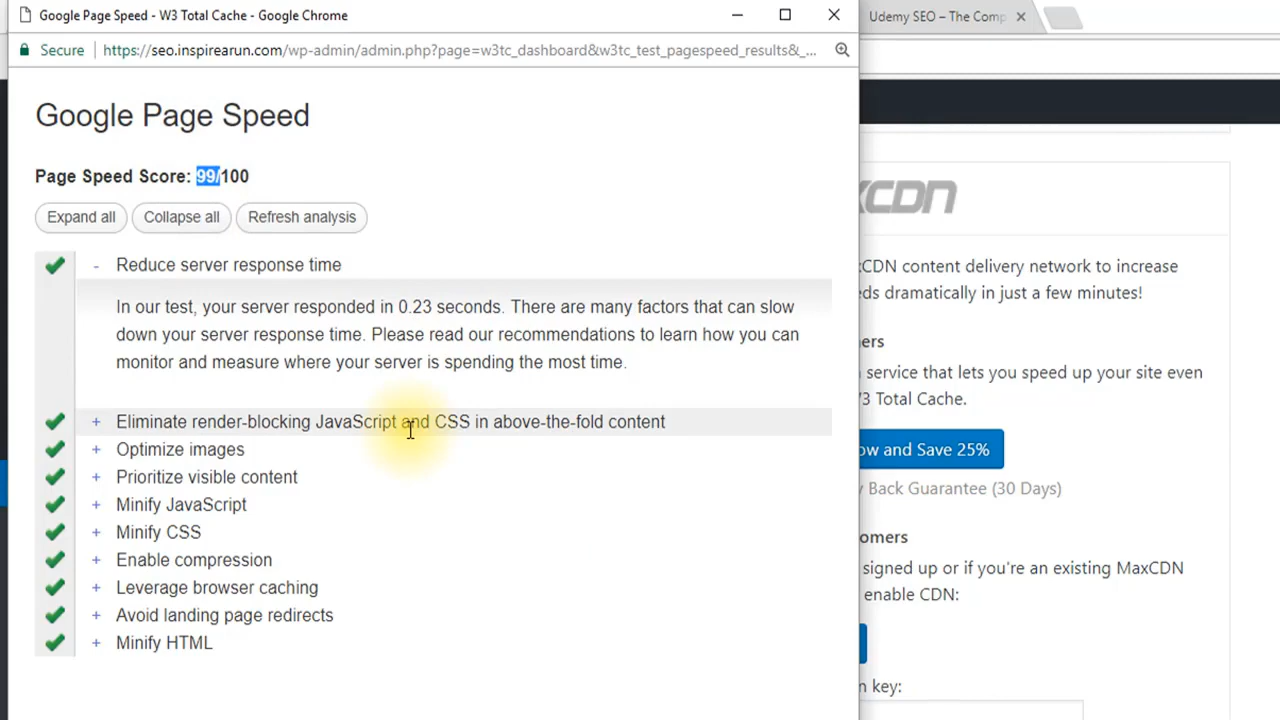 Google Page Speed - W3 Total Cache - Google Chrome
Udemy SEO – The Comp
Secure https://seo.inspirearun.com/wp-admin/admin.php?page=w3tc_dashboard&w3tc_test_pagespeed_results&_...
Google Page Speed
Page Speed Score: 99/100
Expand all Collapse all Refresh analysis
- Reduce server response time
In our test, your server responded in 0.23 seconds. There are many factors that can slow
down your server response time. Please read our recommendations to learn how you can
monitor and measure where your server is spending the most time.
+ Eliminate render-blocking JavaScript and CSS in above-the-fold content
+ Optimize images
+ Prioritize visible content
+ Minify JavaScript
+ Minify CSS
+ Enable compression
+ Leverage browser caching
+ Avoid landing page redirects
+ Minify HTML
CDN
CDN content delivery network to increase
ds dramatically in just a few minutes!
ers
service that lets you speed up your site even
3 Total Cache.
ow and Save 25%
Back Guarantee (30 Days)
omers
signed up or if you're an existing MaxCDN
enable CDN:
n key: